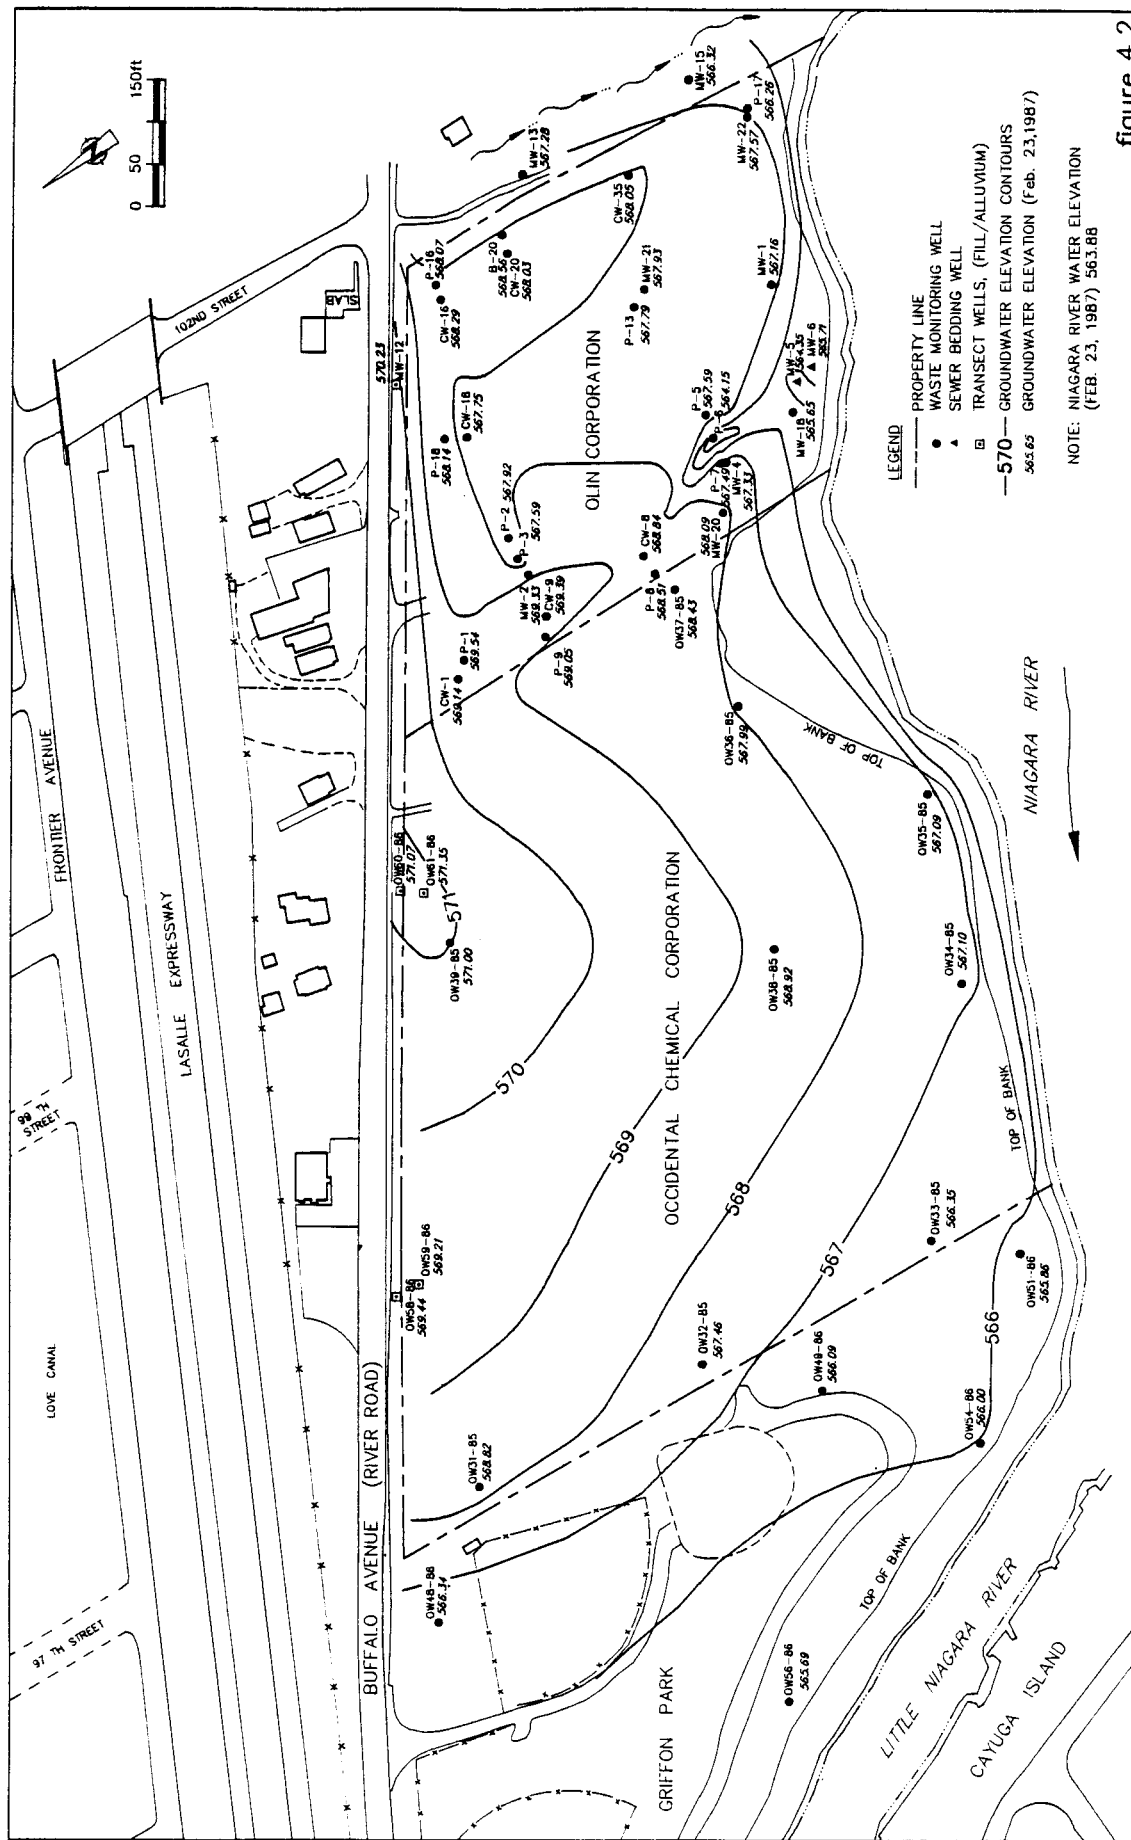 figure 4.2
0 50 150ft
N
FRONTIER AVENUE
LASALLE EXPRESSWAY
LOVE CANAL
97 TH STREET
99 TH
STREET
102ND STREET
SLAB
BUFFALO AVENUE (RIVER ROAD)
OW48-86
566.34
OW31-85
568.82
OW58-86
569.44
OW59-86
569.21
OW39-85
571.00
571
OW60-86
571.07
OW61-86
571.35
CW-1
569.14
P-1
569.54
P-9
569.05
MW-2
569.33
CW-9
569.39
P-3
567.59
P-2
567.92
P-18
568.14
CW-18
567.75
570.23
MW-12
CW-16
568.29
P-16
568.07
B-20
568.56
CW-20
568.03
MW-13
567.28
CW-35
568.05
MW-15
566.32
P-13
567.79
MW-21
567.93
MW-22
567.57
P-17
566.26
MW-1
567.16
MW-5
564.35
MW-6
565.71
MW-18
565.65
P-5
567.59
P-6
564.15
P-7
567.49
MW-4
567.33
568.09
MW-20
CW-8
568.84
P-8
568.51
OW37-85
568.43
OW36-85
567.99
OW35-85
567.09
OW34-85
567.10
OW38-85
568.92
OW33-85
566.35
OW51-86
565.86
OW32-85
567.46
OW49-86
566.09
OW54-86
566.00
OW56-86
565.69
570
569
568
567
566
OLIN CORPORATION
OCCIDENTAL CHEMICAL CORPORATION
GRIFFON PARK
TOP OF BANK
TOP OF BANK
TOP OF BANK
LITTLE NIAGARA RIVER
CAYUGA ISLAND
NIAGARA RIVER
LEGEND
PROPERTY LINE
WASTE MONITORING WELL
SEWER BEDDING WELL
TRANSECT WELLS, (FILL/ALLUVIUM)
570 GROUNDWATER ELEVATION CONTOURS
565.65 GROUNDWATER ELEVATION (Feb. 23,1987)
NOTE: NIAGARA RIVER WATER ELEVATION
(FEB. 23, 1987) 563.88